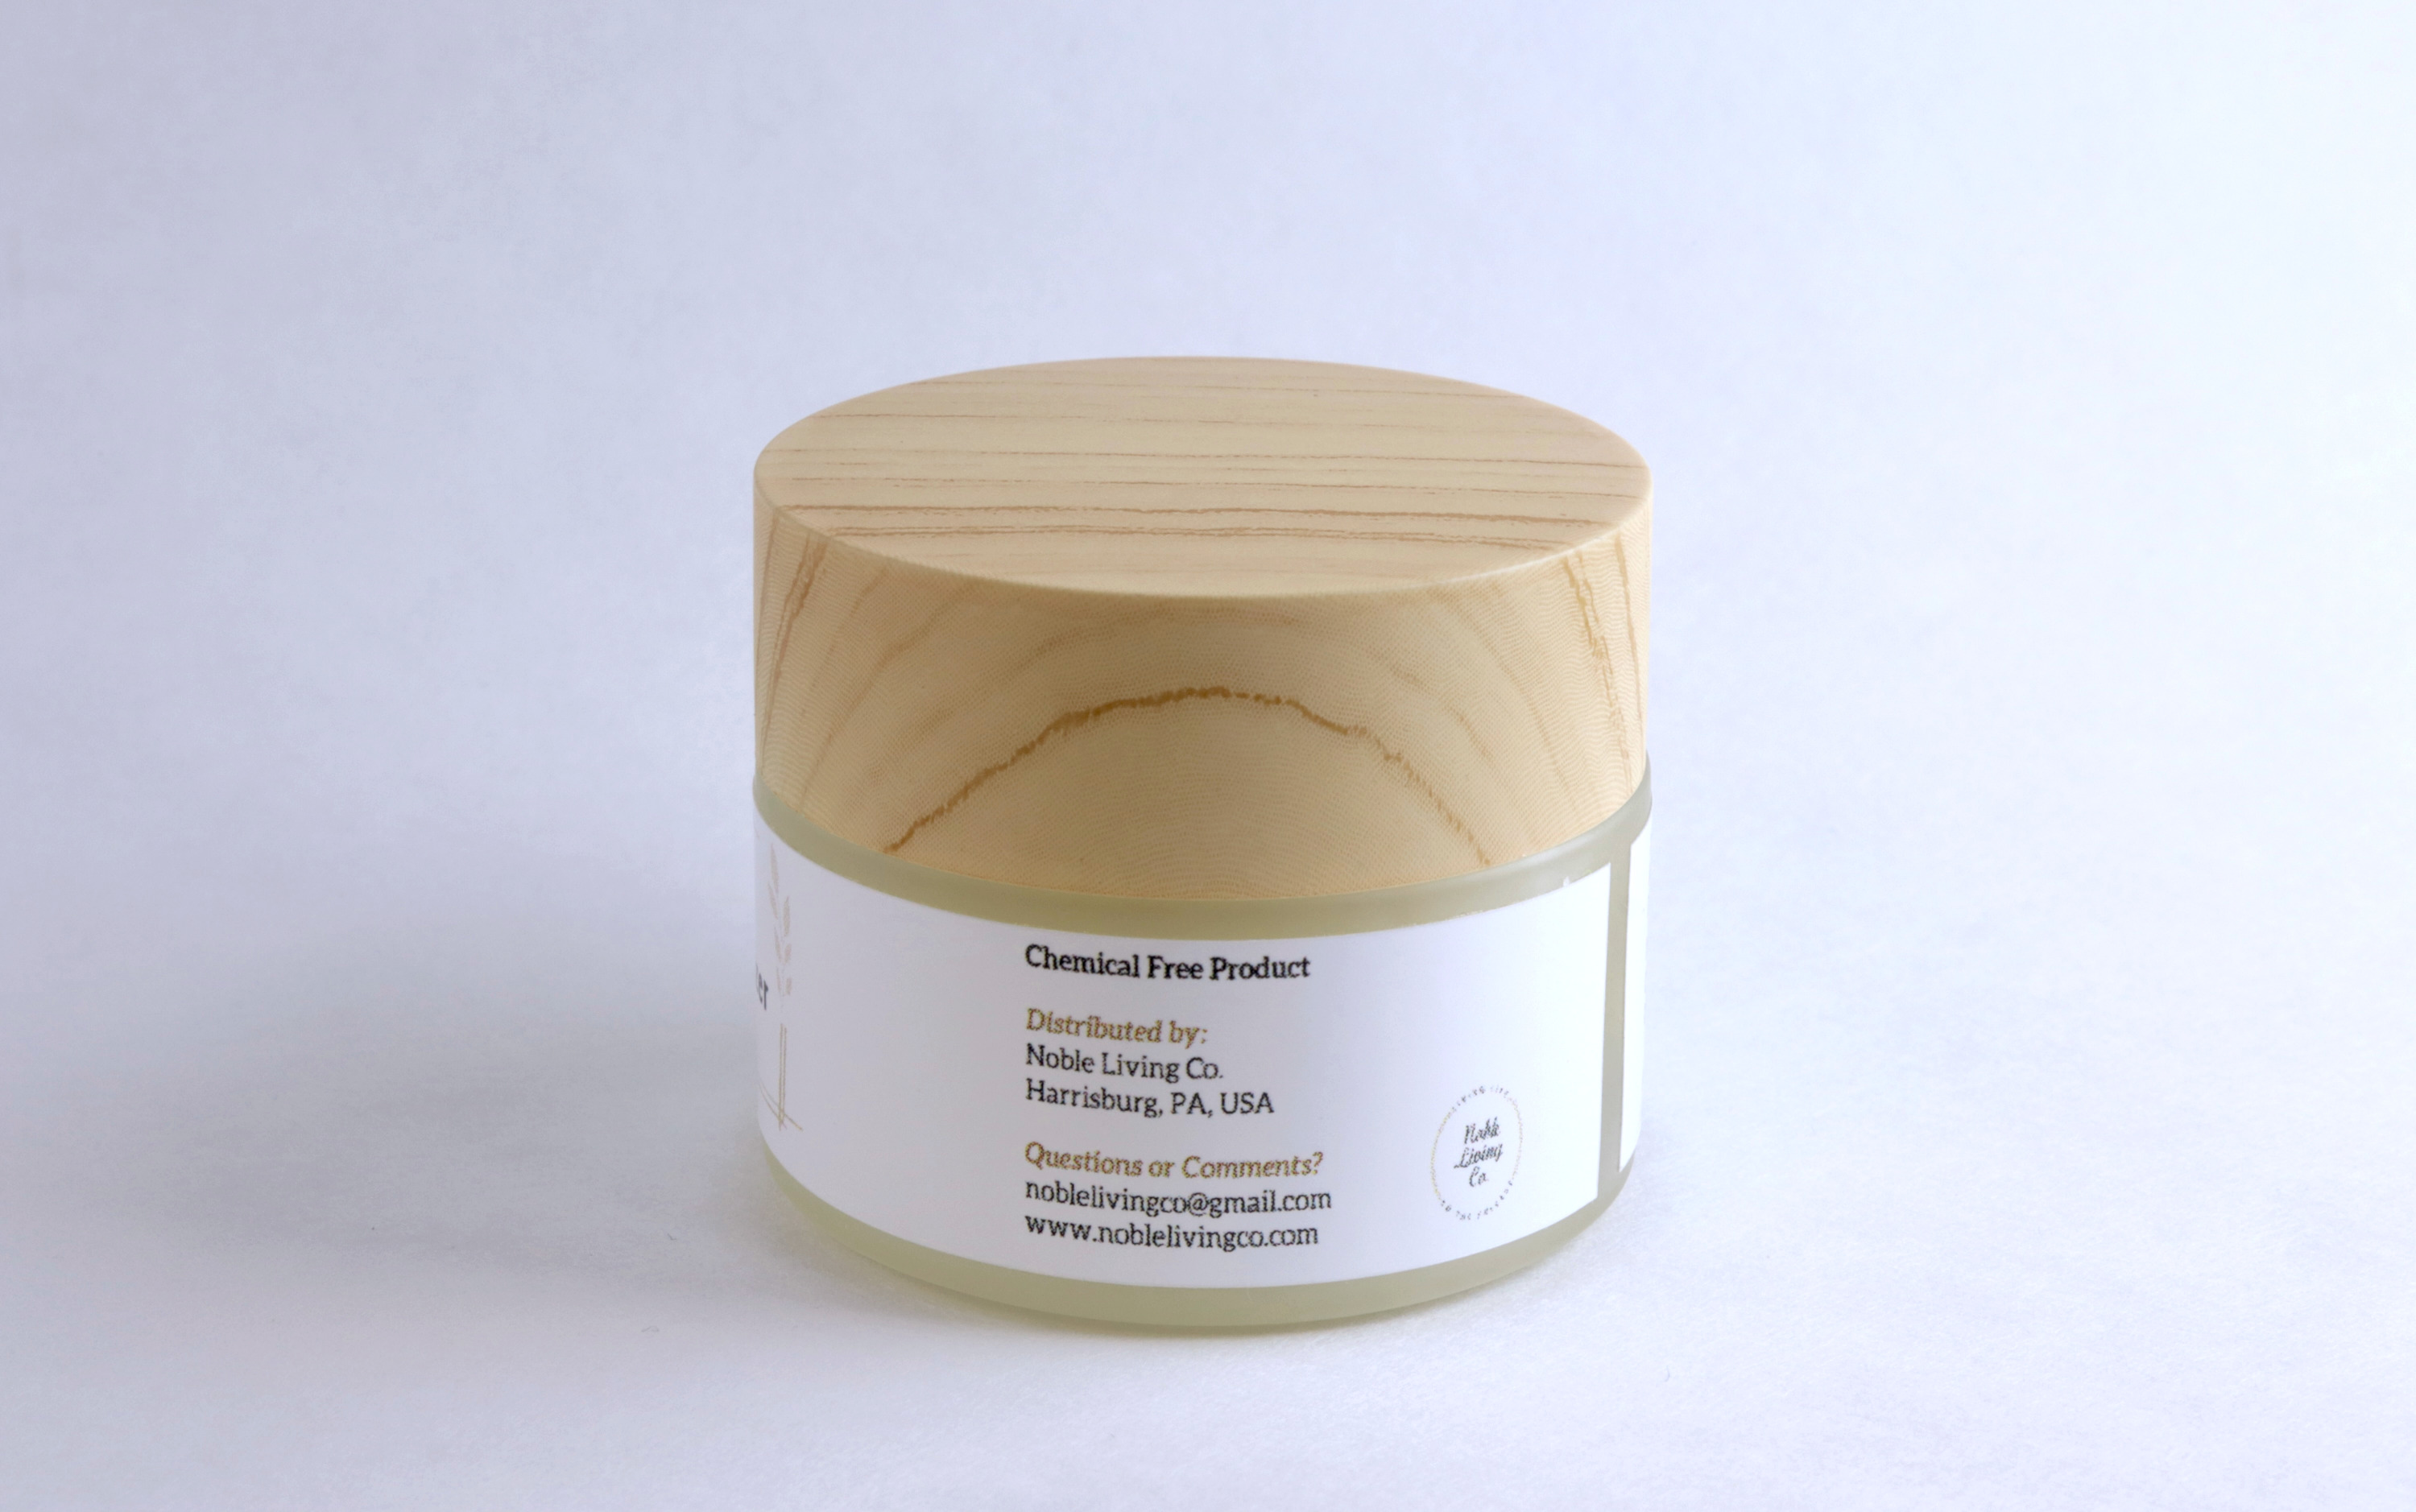 er
Chemical Free Product
Distributed by:
Noble Living Co.
Harrisburg, PA, USA
Questions or Comments?
noblelivingco@gmail.com
www.noblelivingco.com
Noble
Living
Co.